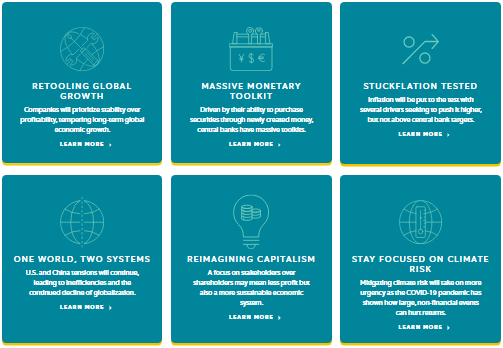 RETOOLING GLOBAL
GROWTH
Companies will prioritize stability over
profitability, tempering long-term global
economic growth.
LEARN MORE ›
MASSIVE MONETARY
TOOLKIT
¥ $ €
Driven by their ability to purchase
securities through newly created money,
central banks have massive toolkits.
LEARN MORE ›
STUCKFLATION TESTED
Inflation will be put to the test with
several drivers seeking to push it higher,
but not above central bank targets.
LEARN MORE ›
ONE WORLD, TWO SYSTEMS
U.S. and China tensions will continue,
leading to inefficiencies and the
continued decline of globalization.
LEARN MORE ›
REIMAGINING CAPITALISM
A focus on stakeholders over
shareholders may mean less profit but
also a more sustainable economic
system.
LEARN MORE ›
STAY FOCUSED ON CLIMATE
RISK
Mitigating climate risk will take on more
urgency as the COVID-19 pandemic has
shown how large, non-financial events
can hurt returns.
LEARN MORE ›